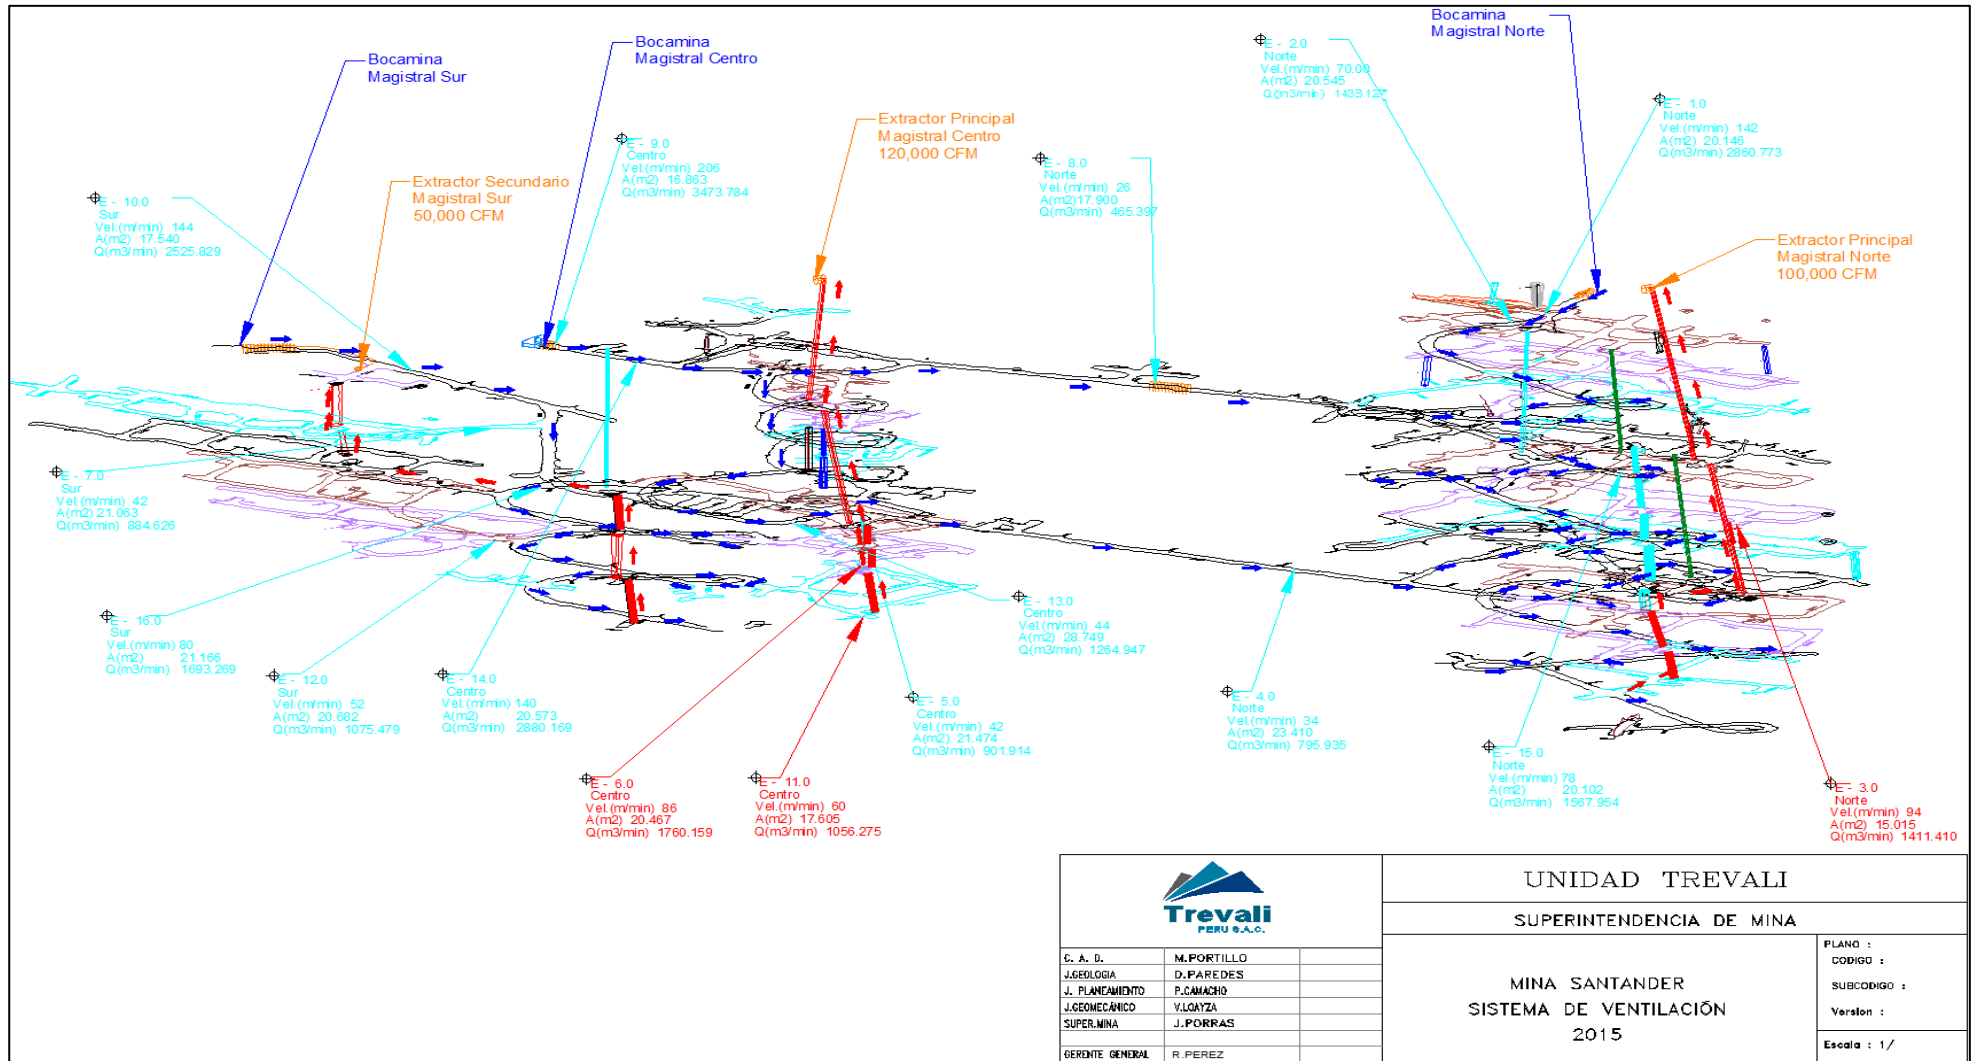 Bocamina
Magistral Sur
Bocamina
Magistral Centro
Bocamina
Magistral Norte
Extractor Secundario
Magistral Sur
50,000 CFM
Extractor Principal
Magistral Centro
120,000 CFM
Extractor Principal
Magistral Norte
100,000 CFM
E - 10.0
Sur
Vel.(m/min) 144
A(m2) 17.540
Q(m3/min) 2525.829
E - 9.0
Centro
Vel.(m/min) 206
A(m2) 16.863
Q(m3/min) 3473.784
E - 8.0
Norte
Vel.(m/min) 26
A(m2)17.900
Q(m3/min) 465.397
E - 2.0
Norte
Vel.(m/min) 70.00
A(m2) 20.545
Q(m3/min) 1438.127
E - 1.0
Norte
Vel.(m/min) 142
A(m2) 20.146
Q(m3/min) 2860.773
E - 7.0
Sur
Vel.(m/min) 42
A(m2) 21.063
Q(m3/min) 884.626
E - 16.0
Sur
Vel.(m/min) 80
A(m2) 21.166
Q(m3/min) 1693.269
E - 12.0
Sur
Vel.(m/min) 52
A(m2) 20.682
Q(m3/min) 1075.479
E - 14.0
Centro
Vel.(m/min) 140
A(m2) 20.573
Q(m3/min) 2880.169
E - 13.0
Centro
Vel.(m/min) 44
A(m2) 28.749
Q(m3/min) 1264.947
E - 5.0
Centro
Vel.(m/min) 42
A(m2) 21.474
Q(m3/min) 901.914
E - 4.0
Norte
Vel.(m/min) 34
A(m2) 23.410
Q(m3/min) 795.935
E - 15.0
Norte
Vel.(m/min) 78
A(m2) 20.102
Q(m3/min) 1567.954
E - 6.0
Centro
Vel.(m/min) 86
A(m2) 20.467
Q(m3/min) 1760.159
E - 11.0
Centro
Vel.(m/min) 60
A(m2) 17.605
Q(m3/min) 1056.275
E - 3.0
Norte
Vel.(m/min) 94
A(m2) 15.015
Q(m3/min) 1411.410
Trevali
PERU S.A.C.
C. A. D. M.PORTILLO
J.GEOLOGIA D.PAREDES
J. PLANEAMIENTO P.CAMACHO
J.GEOMECÁNICO V.LOAYZA
SUPER.MINA J.PORRAS
GERENTE GENERAL R.PEREZ
UNIDAD TREVALI
SUPERINTENDENCIA DE MINA
MINA SANTANDER
SISTEMA DE VENTILACIÓN
2015
PLANO :
CODIGO :
SUBCODIGO :
Version :
Escala : 1/